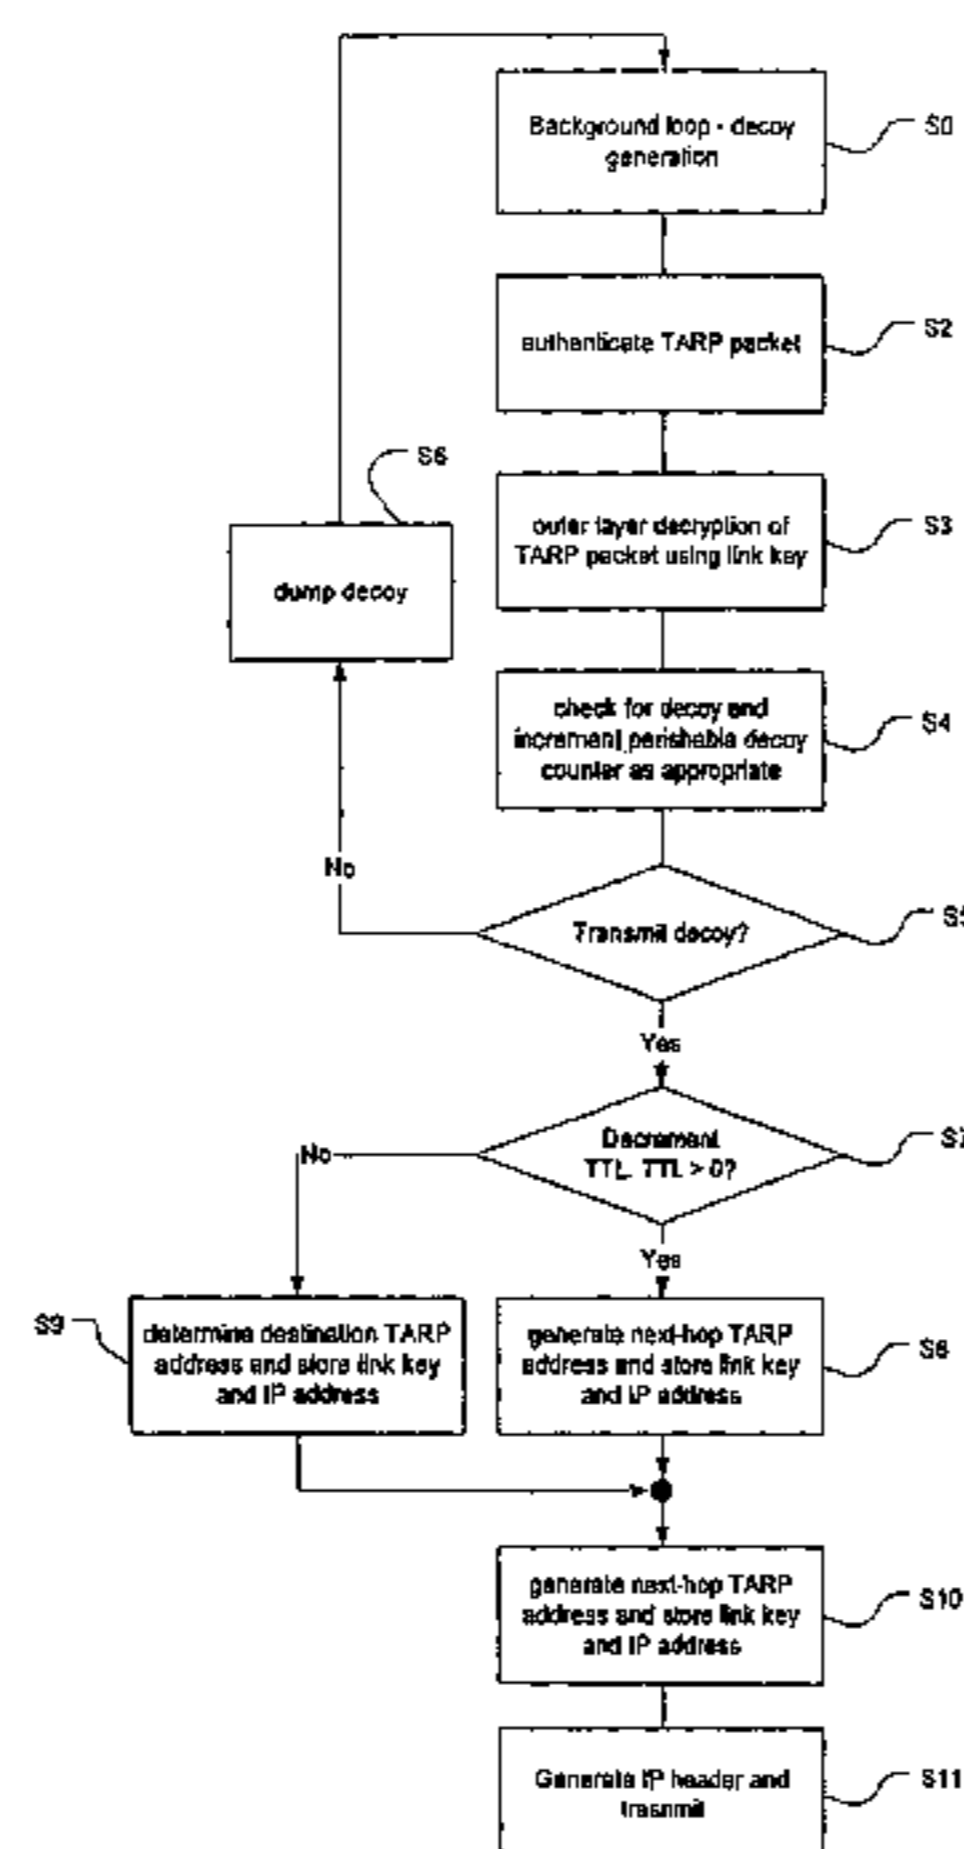 Background loop - decoy
generation
S0
authenticate TARP packet
S2
outer layer decryption of
TARP packet using link key
S3
S6
dump decoy
check for decoy and
increment perishable decoy
counter as appropriate
S4
No
Transmit decoy?
S5
Yes
Decrement
TTL. TTL > 0?
S7
No
Yes
S9
determine destination TARP
address and store link key
and IP address
generate next-hop TARP
address and store link key
and IP address
S8
generate next-hop TARP
address and store link key
and IP address
S10
Generate IP header and
trasnmit
S11